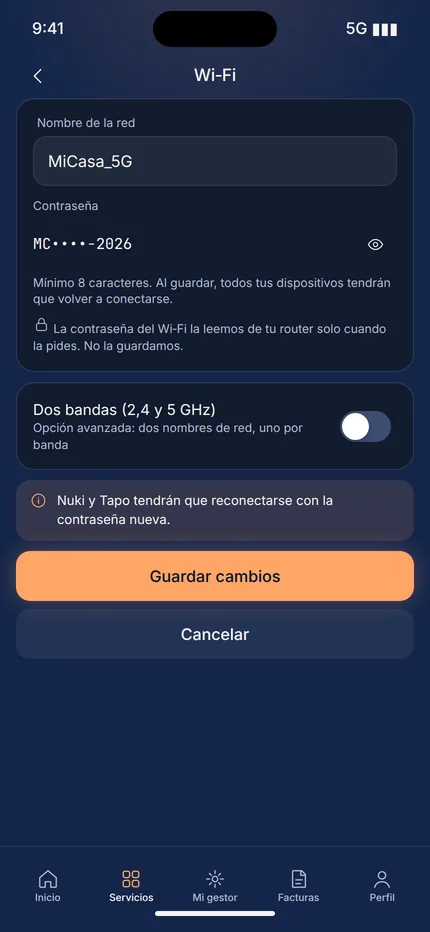 9:41
5G
Wi-Fi
Nombre de la red
MiCasa_5G
Contraseña
MC••••-2026
Mínimo 8 caracteres. Al guardar, todos tus dispositivos tendrán
que volver a conectarse.
La contraseña del Wi-Fi la leemos de tu router solo cuando
la pides. No la guardamos.
Dos bandas (2,4 y 5 GHz)
Opción avanzada: dos nombres de red, uno por
banda
Nuki y Tapo tendrán que reconectarse con la
contraseña nueva.
Guardar cambios
Cancelar
Inicio
Servicios
Mi gestor
Facturas
Perfil